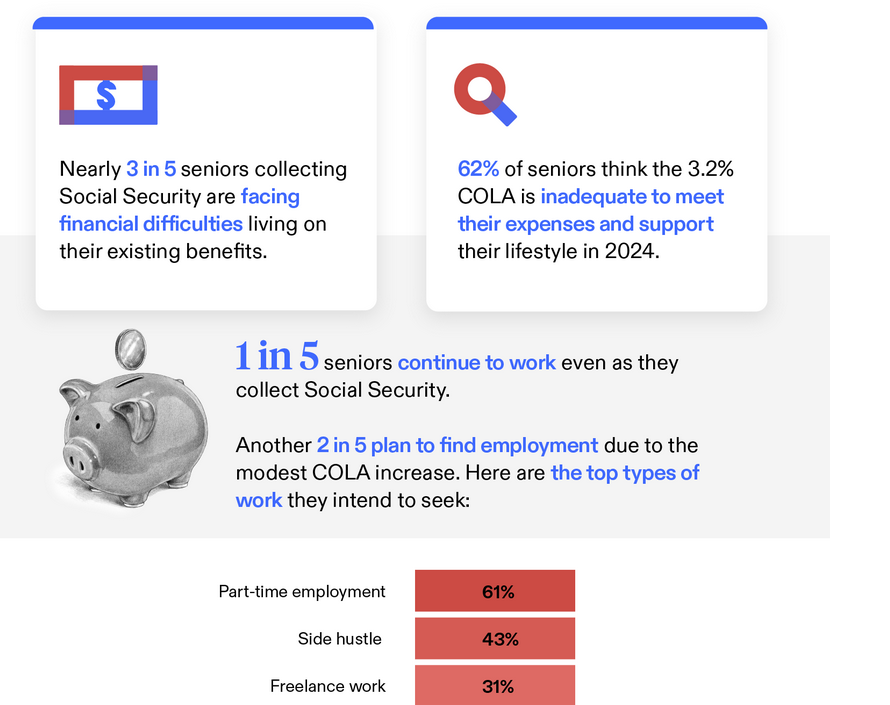 $
Nearly 3 in 5 seniors collecting
Social Security are facing
financial difficulties living on
their existing benefits.
62% of seniors think the 3.2%
COLA is inadequate to meet
their expenses and support
their lifestyle in 2024.
1 in 5 seniors continue to work even as they
collect Social Security.
Another 2 in 5 plan to find employment due to the
modest COLA increase. Here are the top types of
work they intend to seek:
Part-time employment 61%
Side hustle 43%
Freelance work 31%